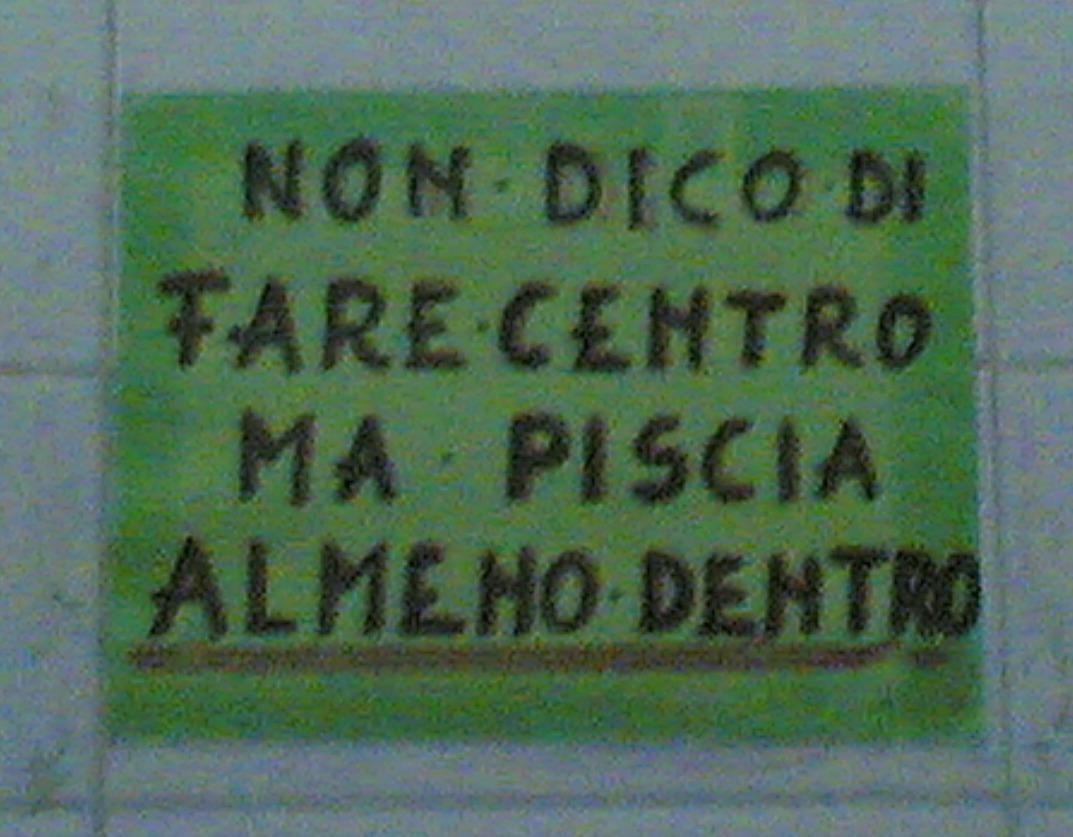 NON·DICO·DI
FARE·CENTRO
MA · PISCIA
ALMENO·DENTRO